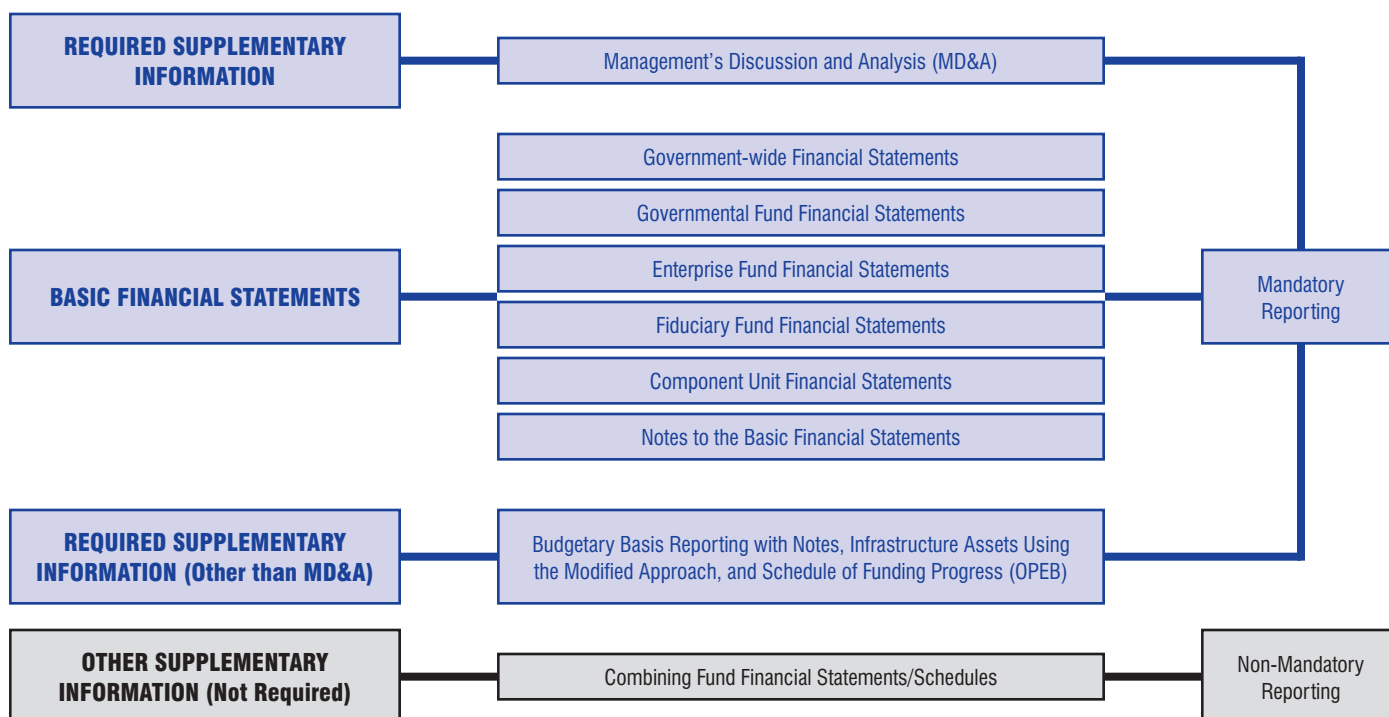 REQUIRED SUPPLEMENTARY
INFORMATION
Management’s Discussion and Analysis (MD&A)
Government-wide Financial Statements
Governmental Fund Financial Statements
BASIC FINANCIAL STATEMENTS
Enterprise Fund Financial Statements
Fiduciary Fund Financial Statements
Component Unit Financial Statements
Notes to the Basic Financial Statements
Mandatory
Reporting
REQUIRED SUPPLEMENTARY
INFORMATION (Other than MD&A)
Budgetary Basis Reporting with Notes, Infrastructure Assets Using
the Modified Approach, and Schedule of Funding Progress (OPEB)
OTHER SUPPLEMENTARY
INFORMATION (Not Required)
Combining Fund Financial Statements/Schedules
Non-Mandatory
Reporting